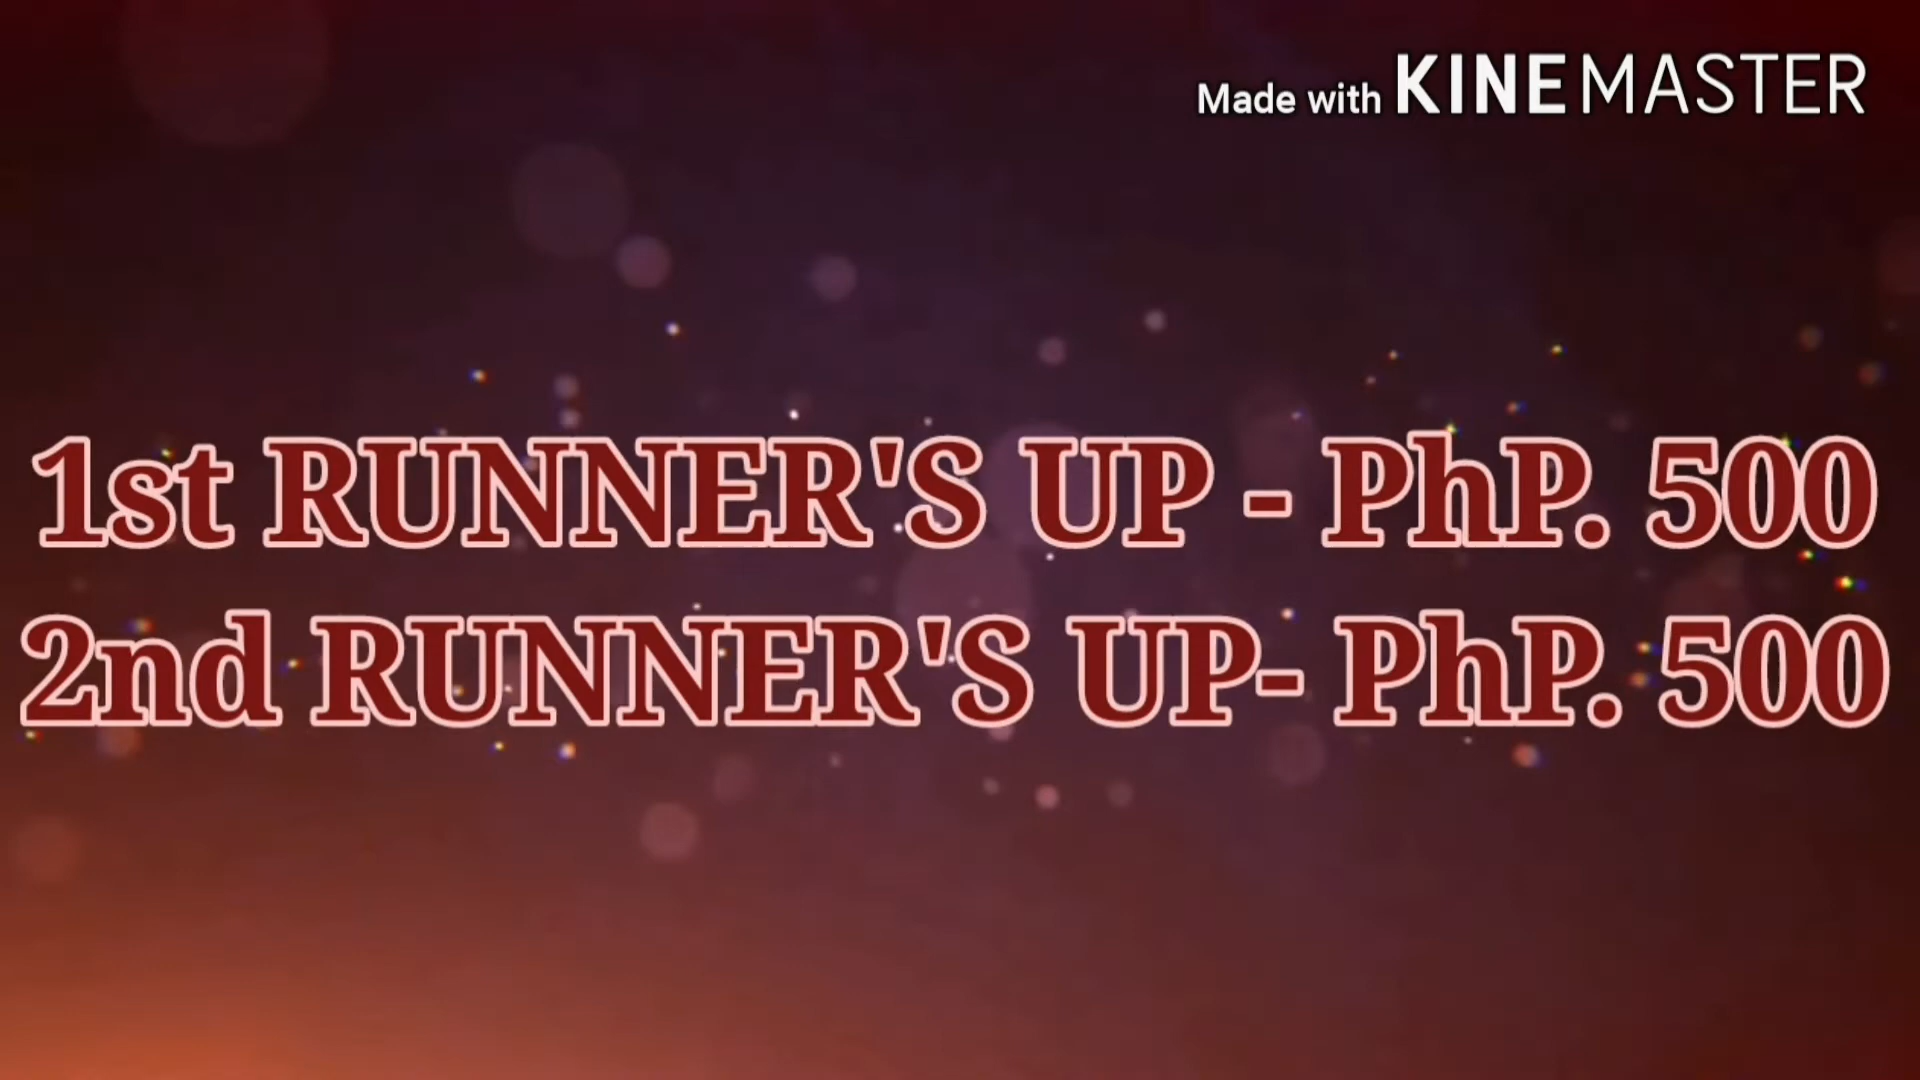 Made with KINEMASTER
1st RUNNER'S UP - PhP. 500
2nd RUNNER'S UP- PhP. 500